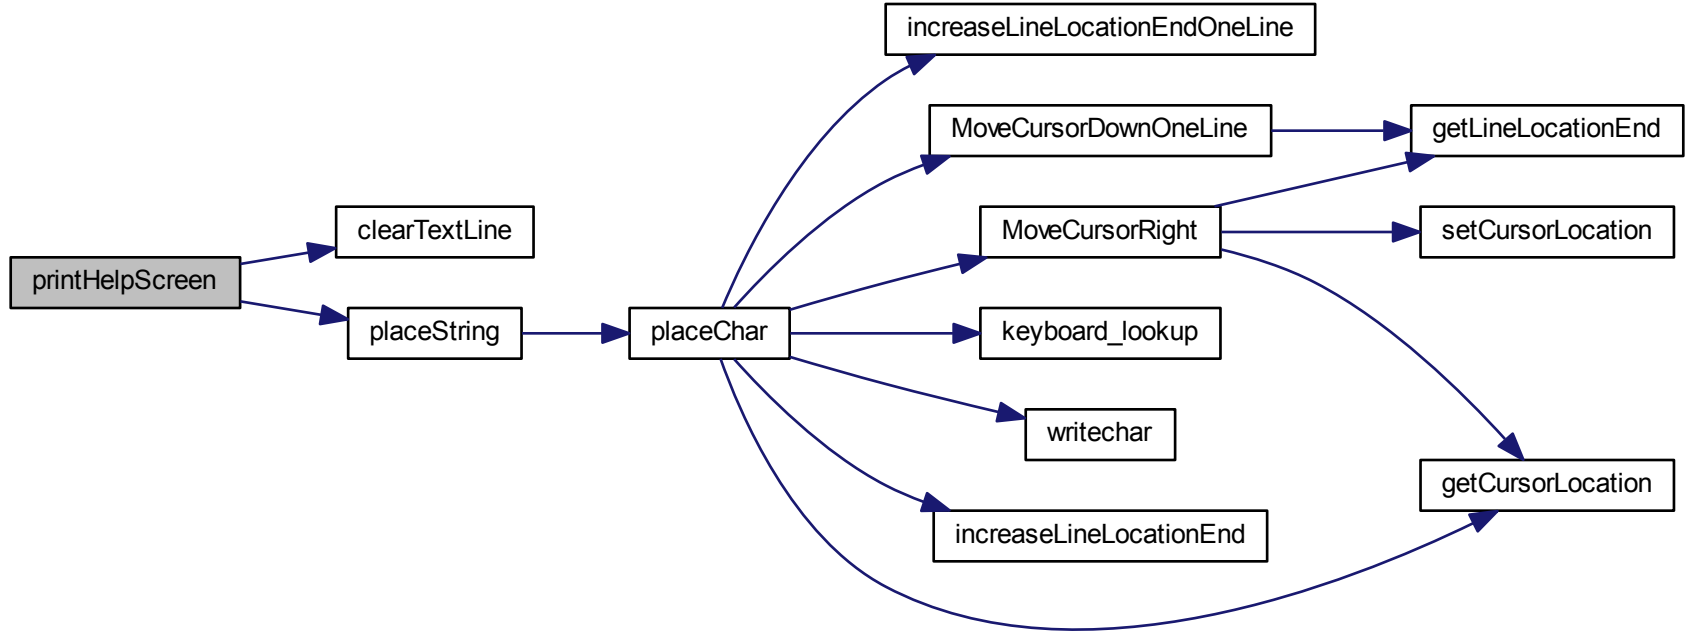 printHelpScreen
clearTextLine
placeString
placeChar
increaseLineLocationEndOneLine
MoveCursorDownOneLine
MoveCursorRight
keyboard_lookup
writechar
increaseLineLocationEnd
getLineLocationEnd
setCursorLocation
getCursorLocation